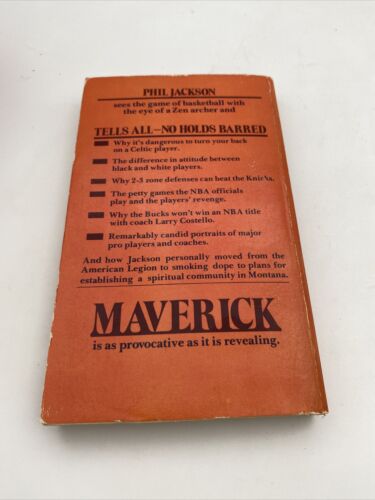 PHIL JACKSON
sees the game of basketball with
the eye of a Zen archer and
TELLS ALL—NO HOLDS BARRED
Why it's dangerous to turn your back
on a Celtic player.
The difference in attitude between
black and white players.
Why 2-3 zone defenses can beat the Knicks.
The petty games the NBA officials
play and the players' revenge.
Why the Bucks won't win an NBA title
with coach Larry Costello.
Remarkably candid portraits of major
pro players and coaches.
And how Jackson personally moved from the
American Legion to smoking dope to plans for
establishing a spiritual community in Montana.
MAVERICK
is as provocative as it is revealing.